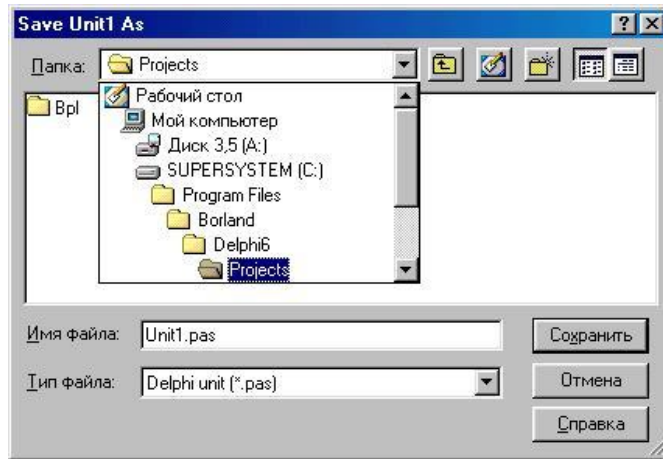 Save Unit1 As
Папка: Projects
Bpl
Рабочий стол
Мой компьютер
Диск 3,5 (A:)
SUPERSYSTEM (C:)
Program Files
Borland
Delphi6
Projects
Имя файла: Unit1.pas
Сохранить
Тип файла: Delphi unit (*.pas)
Отмена
Справка